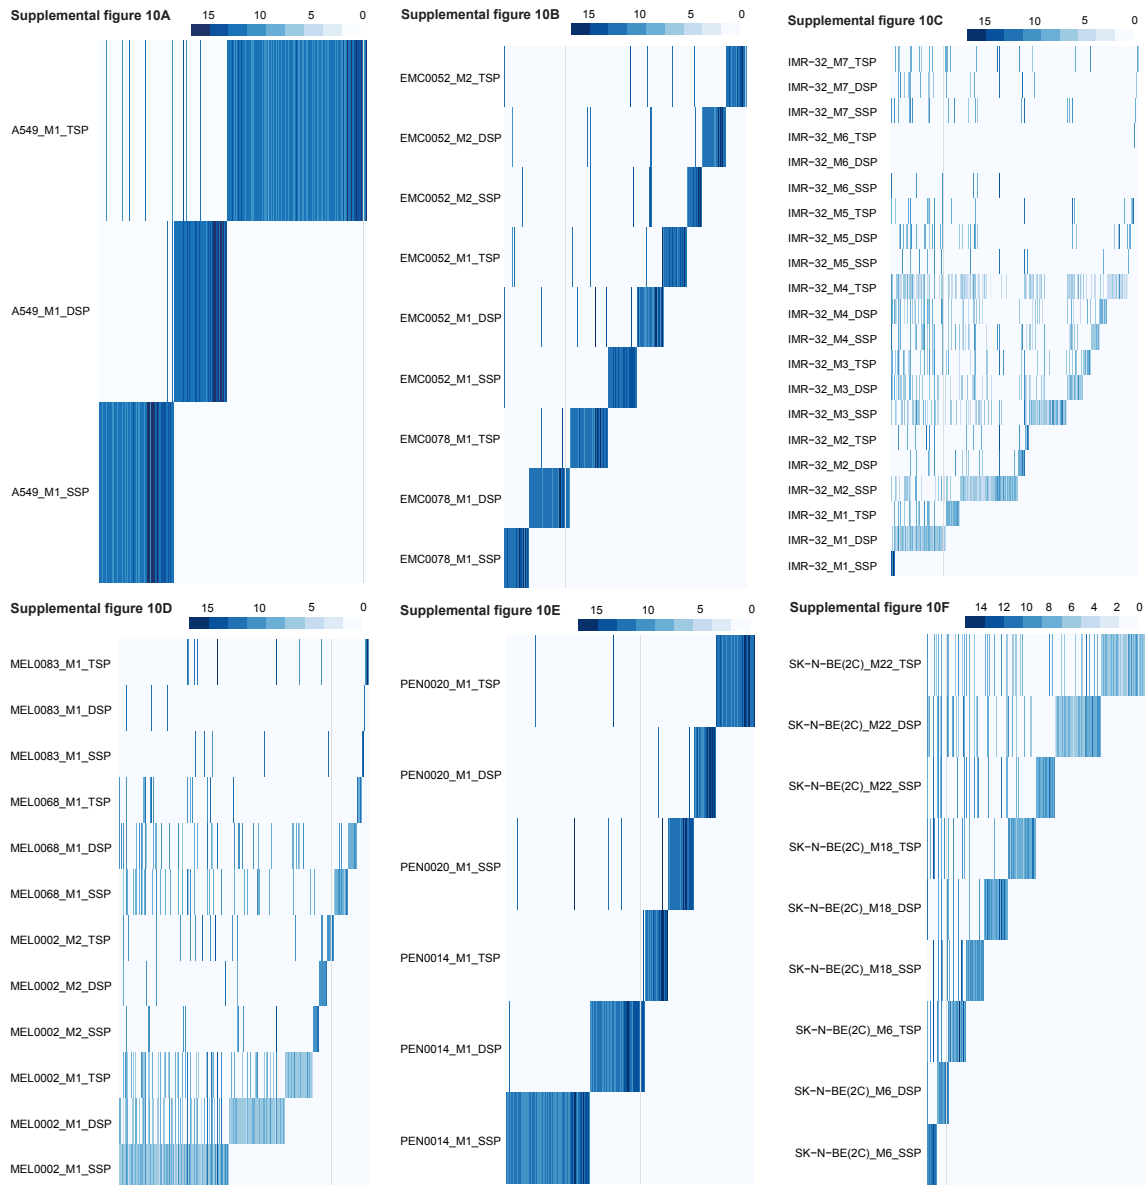 Supplemental figure 10A
15 10 5 0
A549_M1_TSP
A549_M1_DSP
A549_M1_SSP
Supplemental figure 10B
15 10 5 0
EMC0052_M2_TSP
EMC0052_M2_DSP
EMC0052_M2_SSP
EMC0052_M1_TSP
EMC0052_M1_DSP
EMC0052_M1_SSP
EMC0078_M1_TSP
EMC0078_M1_DSP
EMC0078_M1_SSP
Supplemental figure 10C
15 10 5 0
IMR-32_M7_TSP
IMR-32_M7_DSP
IMR-32_M7_SSP
IMR-32_M6_TSP
IMR-32_M6_DSP
IMR-32_M6_SSP
IMR-32_M5_TSP
IMR-32_M5_DSP
IMR-32_M5_SSP
IMR-32_M4_TSP
IMR-32_M4_DSP
IMR-32_M4_SSP
IMR-32_M3_TSP
IMR-32_M3_DSP
IMR-32_M3_SSP
IMR-32_M2_TSP
IMR-32_M2_DSP
IMR-32_M2_SSP
IMR-32_M1_TSP
IMR-32_M1_DSP
IMR-32_M1_SSP
Supplemental figure 10D
15 10 5 0
MEL0083_M1_TSP
MEL0083_M1_DSP
MEL0083_M1_SSP
MEL0068_M1_TSP
MEL0068_M1_DSP
MEL0068_M1_SSP
MEL0002_M2_TSP
MEL0002_M2_DSP
MEL0002_M2_SSP
MEL0002_M1_TSP
MEL0002_M1_DSP
MEL0002_M1_SSP
Supplemental figure 10E
15 10 5 0
PEN0020_M1_TSP
PEN0020_M1_DSP
PEN0020_M1_SSP
PEN0014_M1_TSP
PEN0014_M1_DSP
PEN0014_M1_SSP
Supplemental figure 10F
14 12 10 8 6 4 2 0
SK−N−BE(2C)_M22_TSP
SK−N−BE(2C)_M22_DSP
SK−N−BE(2C)_M22_SSP
SK−N−BE(2C)_M18_TSP
SK−N−BE(2C)_M18_DSP
SK−N−BE(2C)_M18_SSP
SK−N−BE(2C)_M6_TSP
SK−N−BE(2C)_M6_DSP
SK−N−BE(2C)_M6_SSP